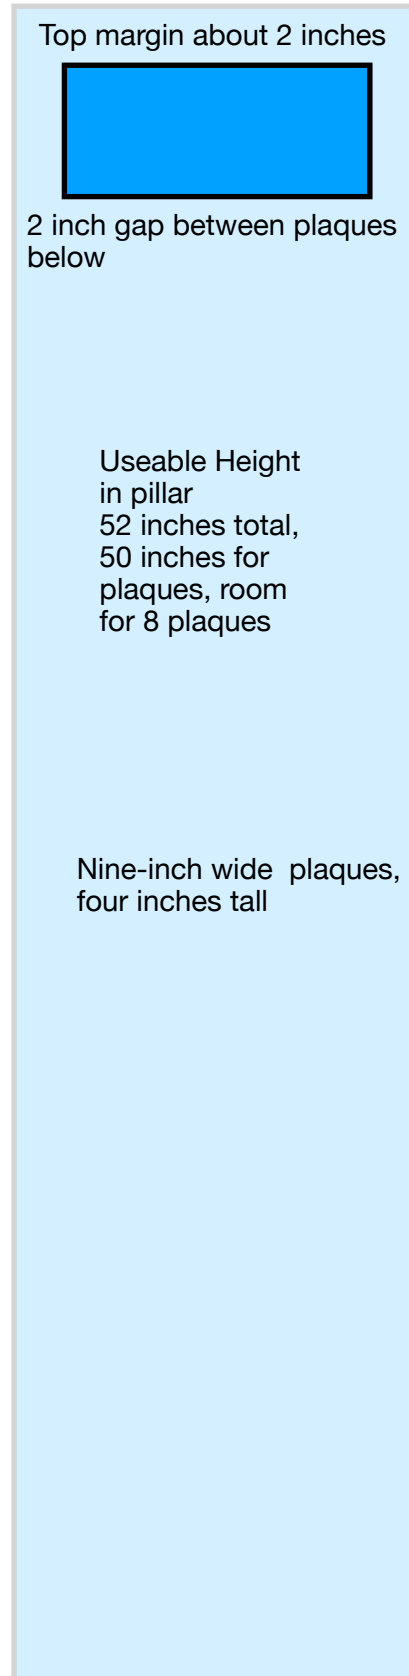 Top margin about 2 inches
2 inch gap between plaques
below
Useable Height
in pillar
52 inches total,
50 inches for
plaques, room
for 8 plaques
Nine-inch wide  plaques,
four inches tall